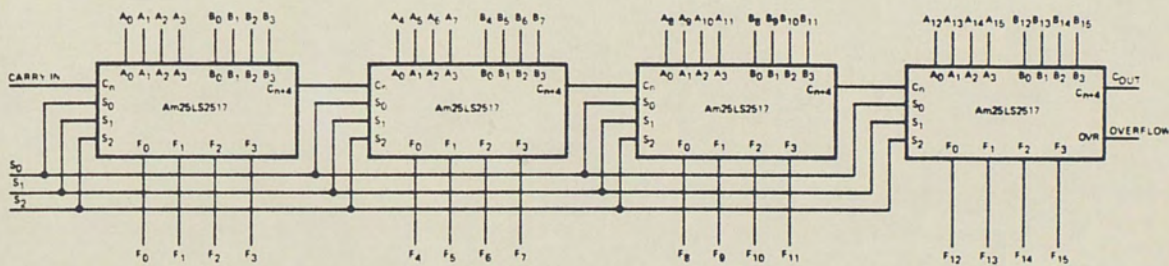 A0 A1 A2 A3 B0 B1 B2 B3 A4 A5 A6 A7 B4 B5 B6 B7 A8 A9 A10 A11 B8 B9 B10 B11 A12 A13 A14 A15 B12 B13 B14 B15
A0 A1 A2 A3 B0 B1 B2 B3 A0 A1 A2 A3 B0 B1 B2 B3 A0 A1 A2 A3 B0 B1 B2 B3 A0 A1 A2 A3 B0 B1 B2 B3
CARRY IN Cn Cn+4 Cn Cn+4 Cn Cn+4 Cn Cn+4 COUT
S0 Am25LS2517 S0 Am25LS2517 S0 Am25LS2517 S0 Am25LS2517
S1 S1 S1 S1
S2 S2 S2 S2 OVR OVERFLOW
F0 F1 F2 F3 F0 F1 F2 F3 F0 F1 F2 F3 F0 F1 F2 F3
S0
S1
S2
F0 F1 F2 F3 F4 F5 F6 F7 F8 F9 F10 F11 F12 F13 F14 F15